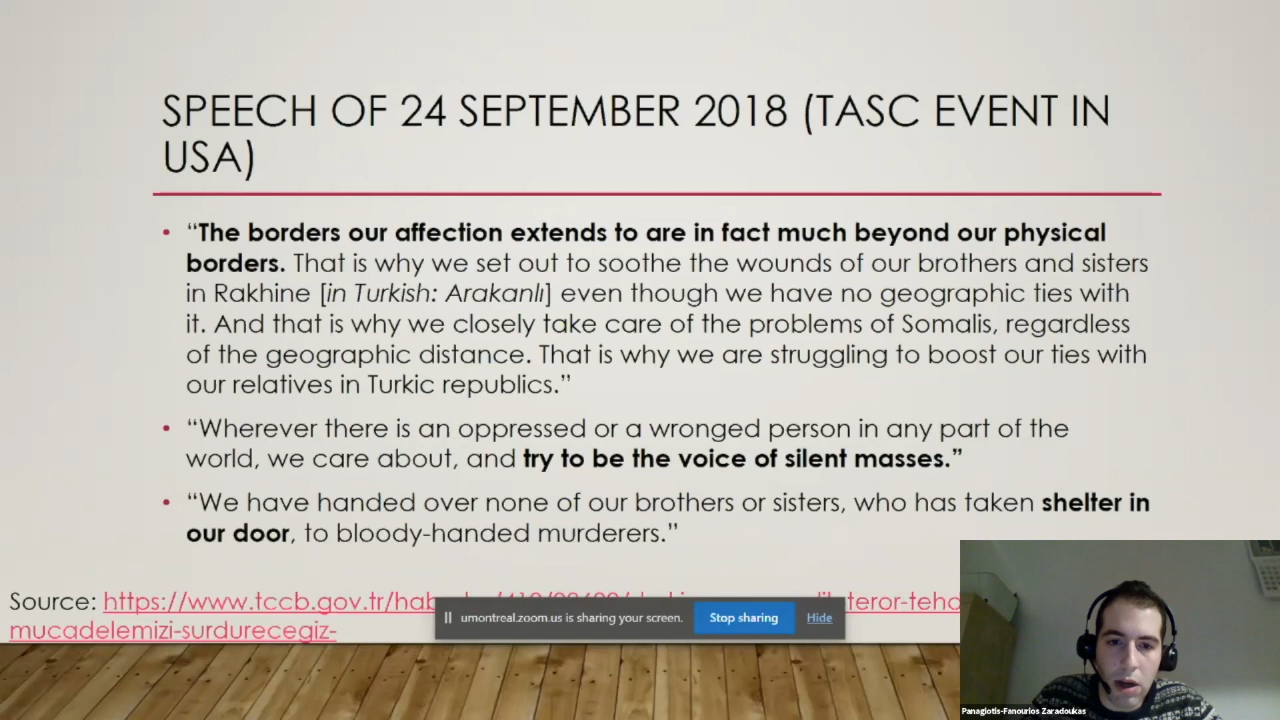 SPEECH OF 24 SEPTEMBER 2018 (TASC EVENT IN
USA)
• “The borders our affection extends to are in fact much beyond our physical
borders. That is why we set out to soothe the wounds of our brothers and sisters
in Rakhine [in Turkish: Arakanlı] even though we have no geographic ties with
it. And that is why we closely take care of the problems of Somalis, regardless
of the geographic distance. That is why we are struggling to boost our ties with
our relatives in Turkic republics.”
• “Wherever there is an oppressed or a wronged person in any part of the
world, we care about, and try to be the voice of silent masses.”
• “We have handed over none of our brothers or sisters, who has taken shelter in
our door, to bloody-handed murderers.”
Source: https://www.tccb.gov.tr/hab
mucadelemizi-surdurecegiz-
umontreal.zoom.us is sharing your screen. Stop sharing Hide
Panagiotis-Fanourios Zaradoukas